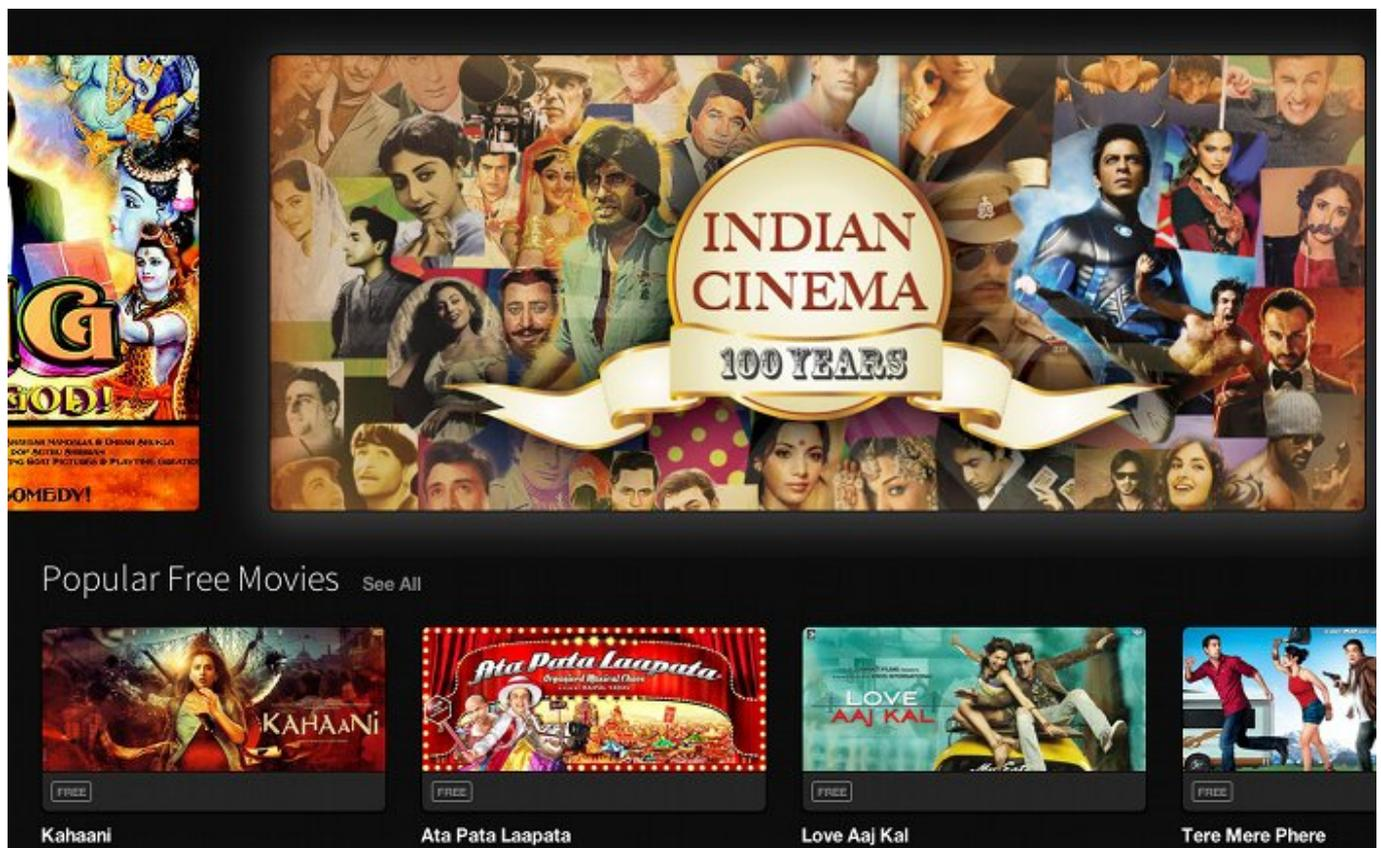 G
GOD!
COMEDY!
INDIAN
CINEMA
100 YEARS
Popular Free Movies See All
KAHAANI
Ata Pata Laapata
LOVE
AAJ KAL
FREE
FREE
FREE
FREE
Kahaani
Ata Pata Laapata
Love Aaj Kal
Tere Mere Phere